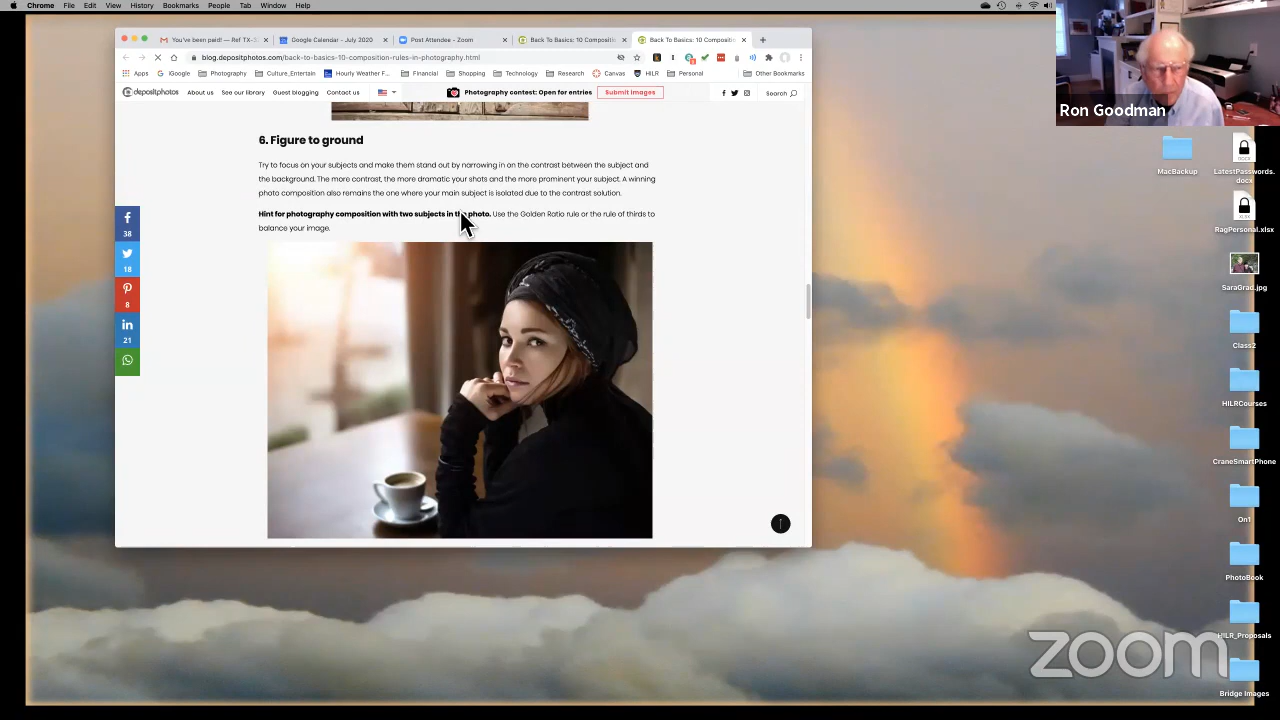 Chrome File Edit View History Bookmarks People Tab Window Help
You've been paid! — Ref TX-3
Google Calendar - July 2020
Post Attendee - Zoom
Back To Basics: 10 Compositio
Back To Basics: 10 Compositio
blog.depositphotos.com/back-to-basics-10-composition-rules-in-photography.html
Apps iGoogle Photography Culture_Entertain Hourly Weather F... Financial Shopping Technology Research Canvas HILR Personal Other Bookmarks
depositphotos About us See our library Guest blogging Contact us Photography contest: Open for entries Submit images Search
6. Figure to ground
Try to focus on your subjects and make them stand out by narrowing in on the contrast between the subject and
the background. The more contrast, the more dramatic your shots and the more prominent your subject. A winning
photo composition also remains the one where your main subject is isolated due to the contrast solution.
Hint for photography composition with two subjects in the photo. Use the Golden Ratio rule or the rule of thirds to
balance your image.
38
18
8
21
Ron Goodman
MacBackup
DOCX
LatestPasswords.
docx
XLSX
RagPersonal.xlsx
SaraGrad.jpg
Class2
HILRCourses
CraneSmartPhone
On1
PhotoBook
HILR_Proposals
Bridge Images
zoom